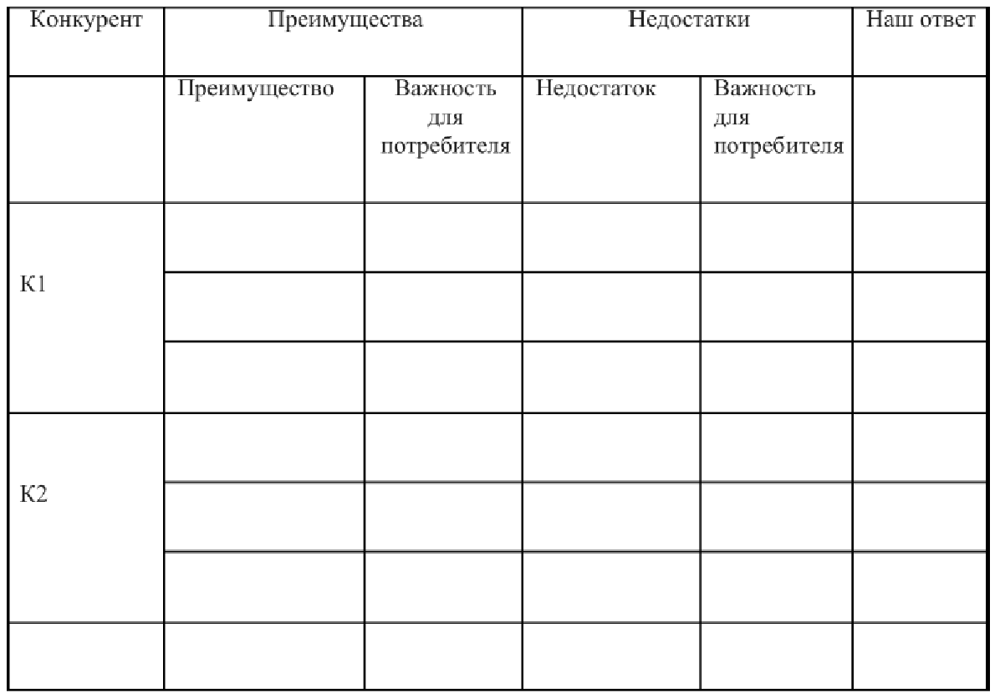 Конкурент Преимущества Недостатки Наш ответ
Преимущество Важность для потребителя Недостаток Важность для потребителя
К1
К2